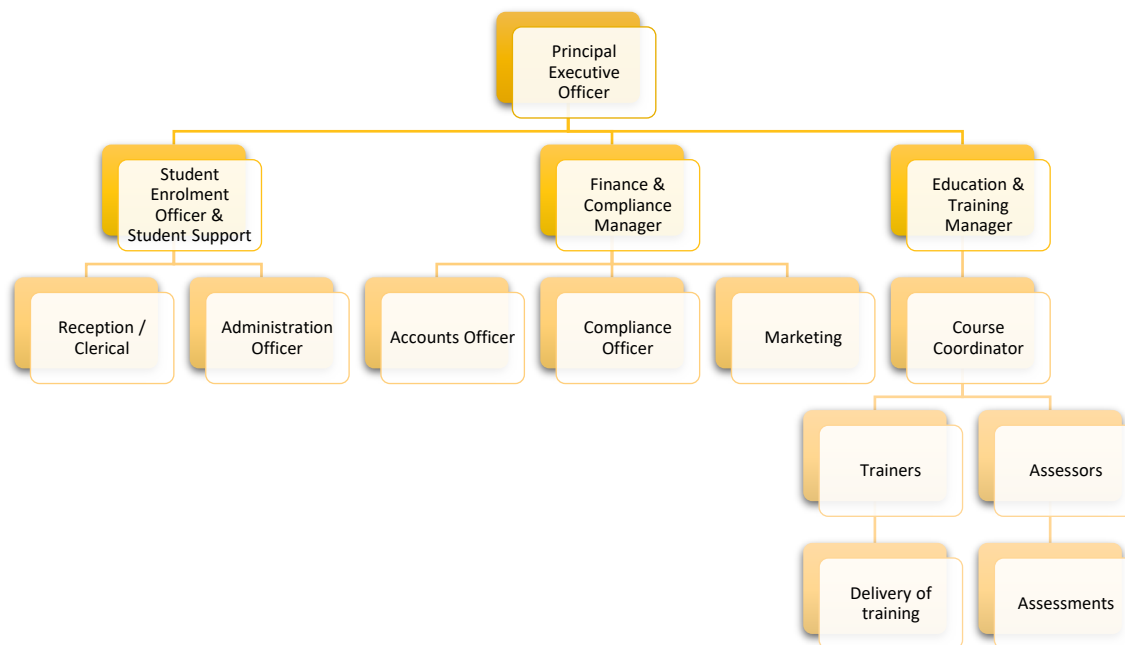 Principal
Executive
Officer
Student
Enrolment
Officer &
Student Support
Finance &
Compliance
Manager
Education &
Training
Manager
Reception /
Clerical
Administration
Officer
Accounts Officer
Compliance
Officer
Marketing
Course
Coordinator
Trainers
Assessors
Delivery of
training
Assessments